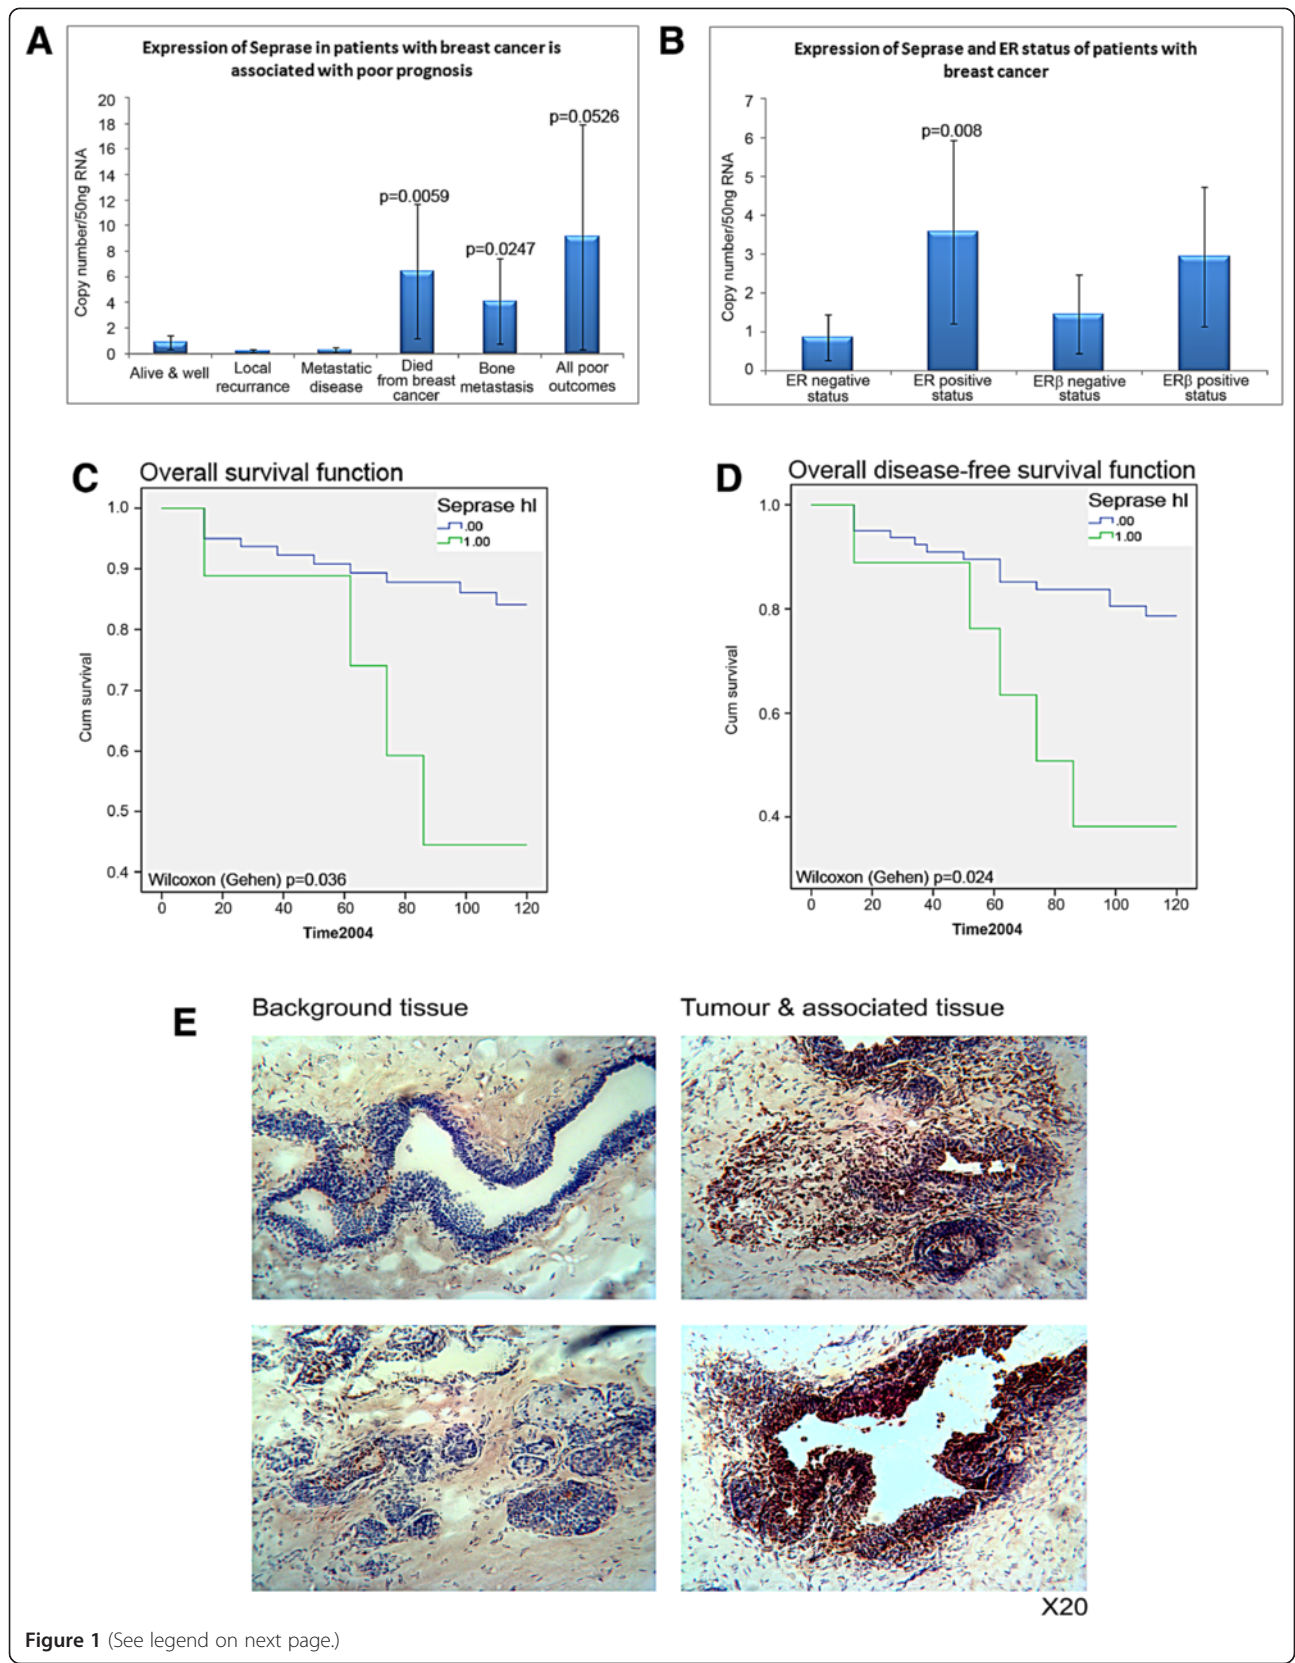 A
Expression of Seprase in patients with breast cancer is
associated with poor prognosis
Copy number/50ng RNA
20
18
16
14
12
10
8
6
4
2
0
p=0.0059
p=0.0247
p=0.0526
Alive & well
Local
recurrance
Metastatic
disease
Died
from breast
cancer
Bone
metastasis
All poor
outcomes
B
Expression of Seprase and ER status of patients with
breast cancer
Copy number/50ng RNA
7
6
5
4
3
2
1
0
p=0.008
ER negative
status
ER positive
status
ERβ negative
status
ERβ positive
status
C
Overall survival function
Seprase hI
.00
1.00
Cum survival
1.0
0.9
0.8
0.7
0.6
0.5
0.4
Wilcoxon (Gehen) p=0.036
0 20 40 60 80 100 120
Time2004
D
Overall disease-free survival function
Seprase hI
.00
1.00
Cum survival
1.0
0.8
0.6
0.4
Wilcoxon (Gehen) p=0.024
0 20 40 60 80 100 120
Time2004
E
Background tissue
Tumour & associated tissue
X20
Figure 1 (See legend on next page.)